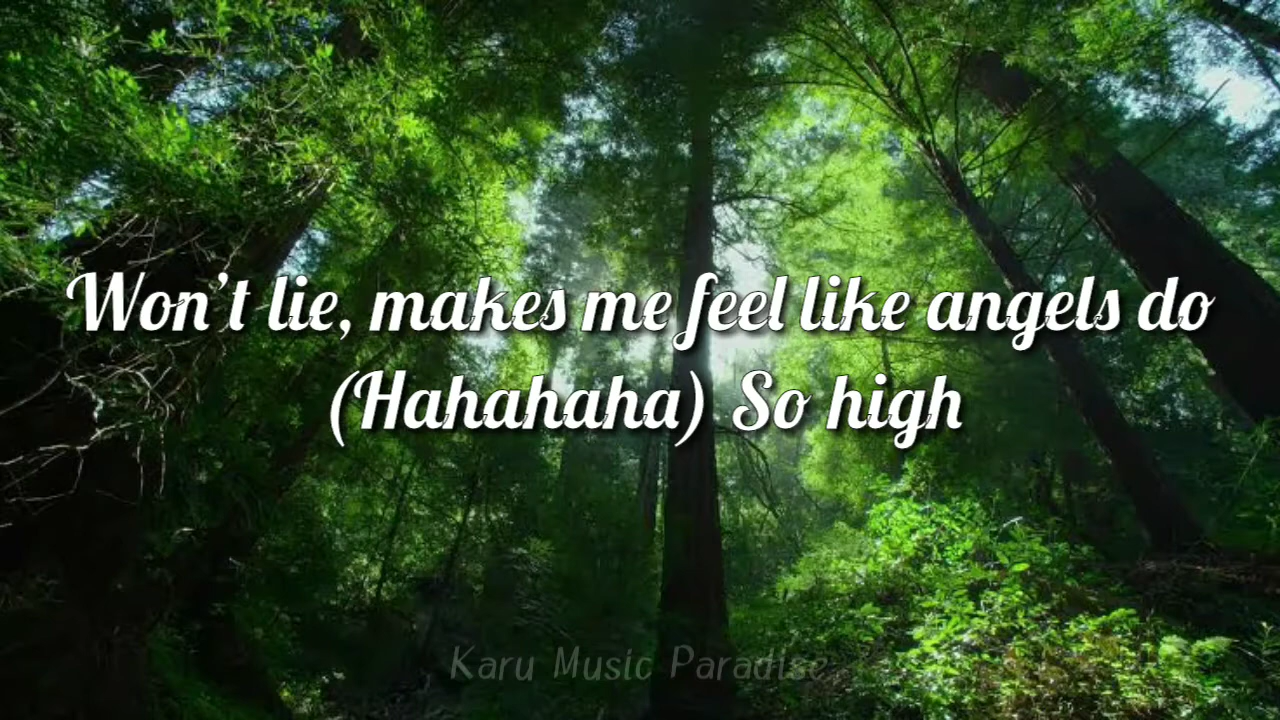 Won't lie, makes me feel like angels do
(Hahahaha) So high
Karu Music Paradise